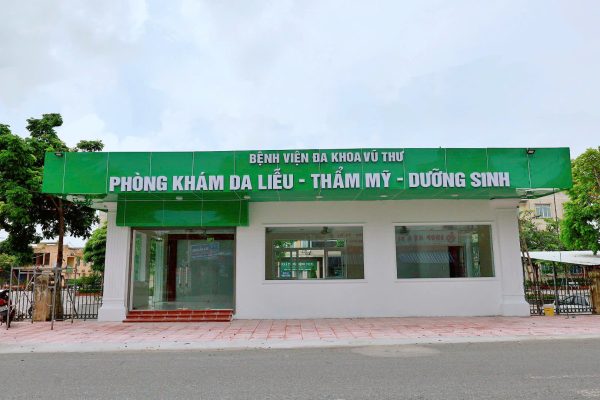 BỆNH VIỆN ĐA KHOA VŨ THƯ
PHÒNG KHÁM DA LIỄU - THẨM MỸ - DƯỠNG SINH